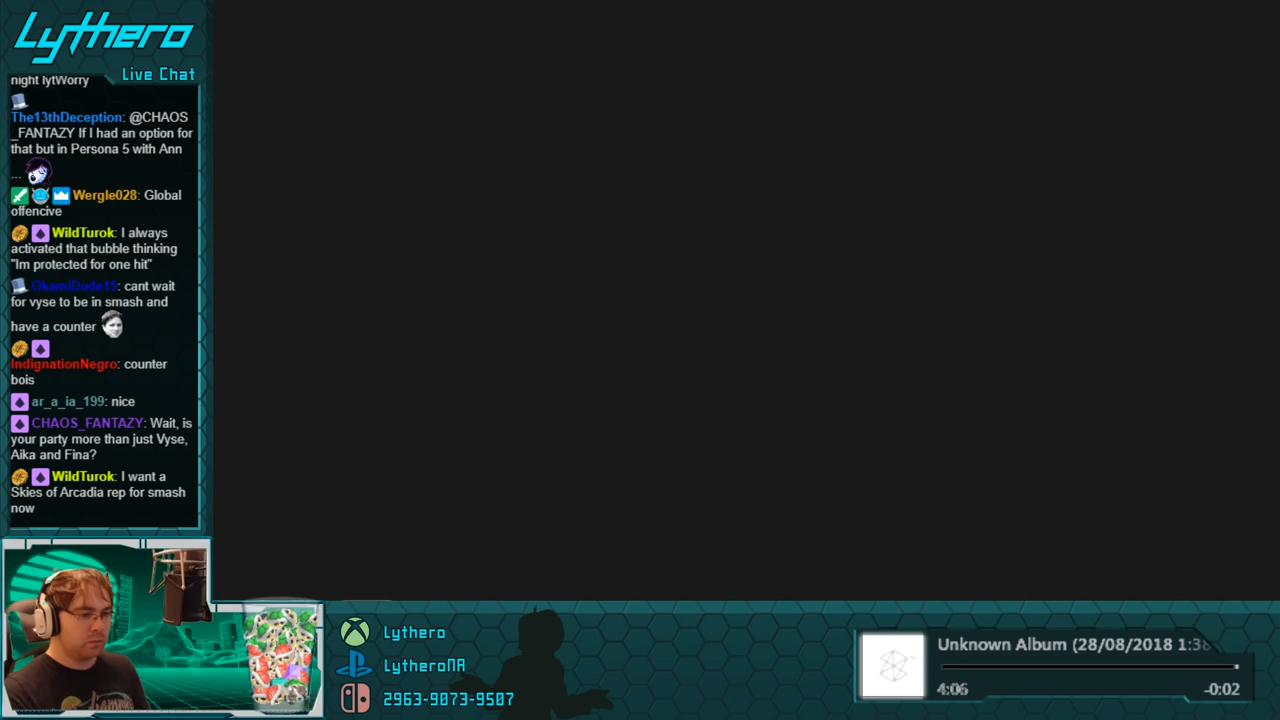 Lythero
Live Chat
night lytWorry
The13thDeception: @CHAOS
_FANTAZY If I had an option for
that but in Persona 5 with Ann
...
Wergle028: Global
offencive
WildTurok: I always
activated that bubble thinking
"Im protected for one hit"
OkamiDude15: cant wait
for vyse to be in smash and
have a counter
IndignationNegro: counter
bois
ar_a_ia_199: nice
CHAOS_FANTAZY: Wait, is
your party more than just Vyse,
Aika and Fina?
WildTurok: I want a
Skies of Arcadia rep for smash
now
Lythero
LytheroNA
2963-9073-9507
Unknown Album (28/08/2018 1:38
4:06
-0:02